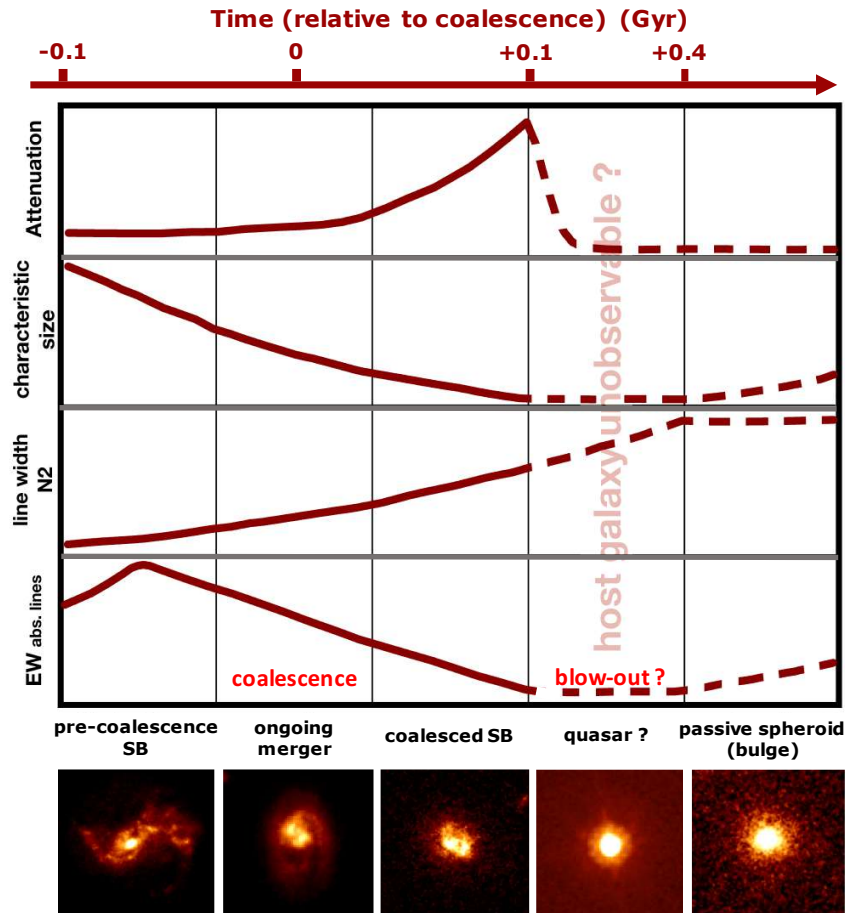 Time (relative to coalescence) (Gyr)
-0.1 0 +0.1 +0.4
Attenuation
characteristic
size
line width
N2
EW abs. lines
host galaxy unobservable ?
coalescence
blow-out ?
pre-coalescence
SB
ongoing
merger
coalesced SB
quasar ?
passive spheroid
(bulge)